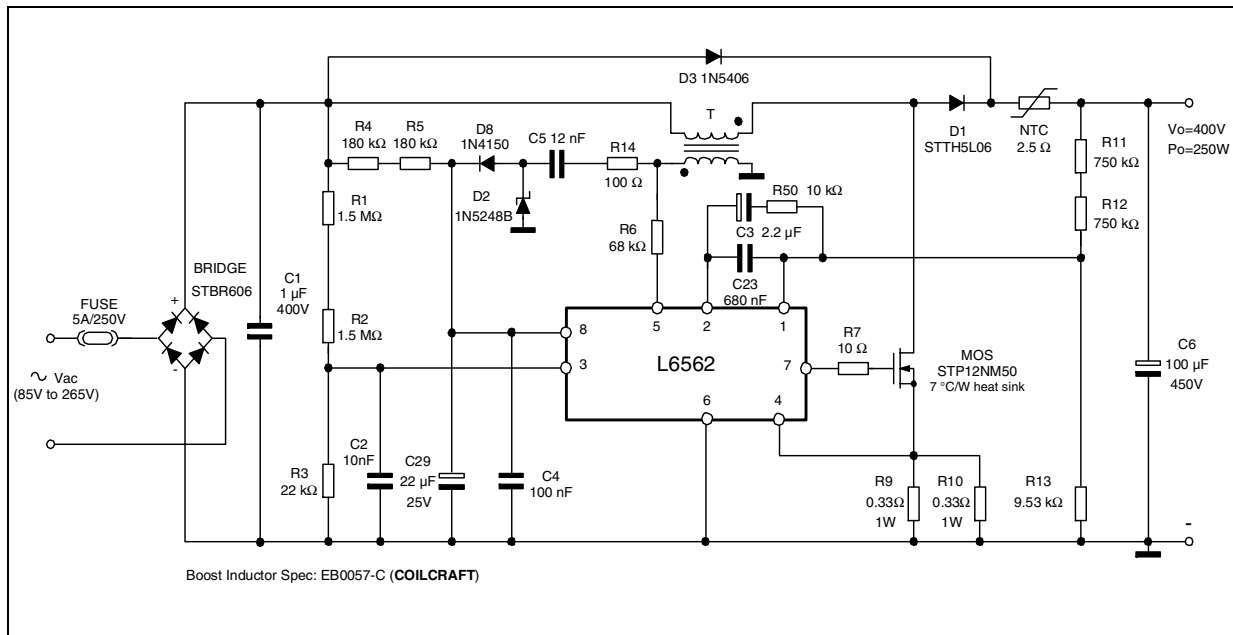 D3 1N5406
R4
180 kΩ
R5
180 kΩ
D8
1N4150
C5 12 nF
R14
100 Ω
T
D1
STTH5L06
NTC
2.5 Ω
Vo=400V
Po=250W
R11
750 kΩ
R12
750 kΩ
R1
1.5 MΩ
D2
1N5248B
R6
68 kΩ
R50 10 kΩ
C3 2.2 µF
C23
680 nF
BRIDGE
STBR606
+
-
FUSE
5A/250V
C1
1 µF
400V
R2
1.5 MΩ
5
2
1
8
3
L6562
7
6
4
R7
10 Ω
MOS
STP12NM50
7 °C/W heat sink
C6
100 µF
450V
∿ Vac
(85V to 265V)
R3
22 kΩ
C2
10nF
C29
22 µF
25V
C4
100 nF
R9
0.33Ω
1W
R10
0.33Ω
1W
R13
9.53 kΩ
-
Boost Inductor Spec: EB0057-C (COILCRAFT)